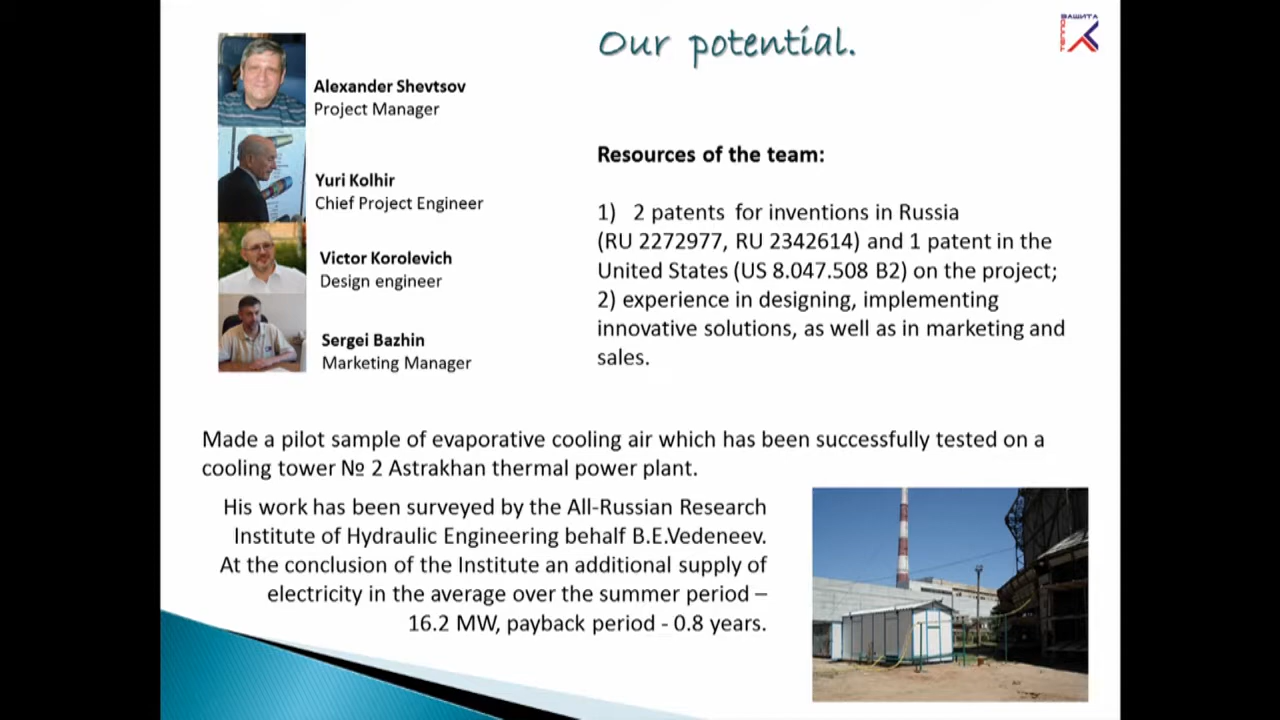 Our potential.
ЗАЩИТА
ТЕПЛО
Alexander Shevtsov
Project Manager
Yuri Kolhir
Chief Project Engineer
Victor Korolevich
Design engineer
Sergei Bazhin
Marketing Manager
Resources of the team:
1) 2 patents for inventions in Russia
(RU 2272977, RU 2342614) and 1 patent in the
United States (US 8.047.508 B2) on the project;
2) experience in designing, implementing
innovative solutions, as well as in marketing and
sales.
Made a pilot sample of evaporative cooling air which has been successfully tested on a
cooling tower № 2 Astrakhan thermal power plant.
His work has been surveyed by the All-Russian Research
Institute of Hydraulic Engineering behalf B.E.Vedeneev.
At the conclusion of the Institute an additional supply of
electricity in the average over the summer period –
16.2 MW, payback period - 0.8 years.